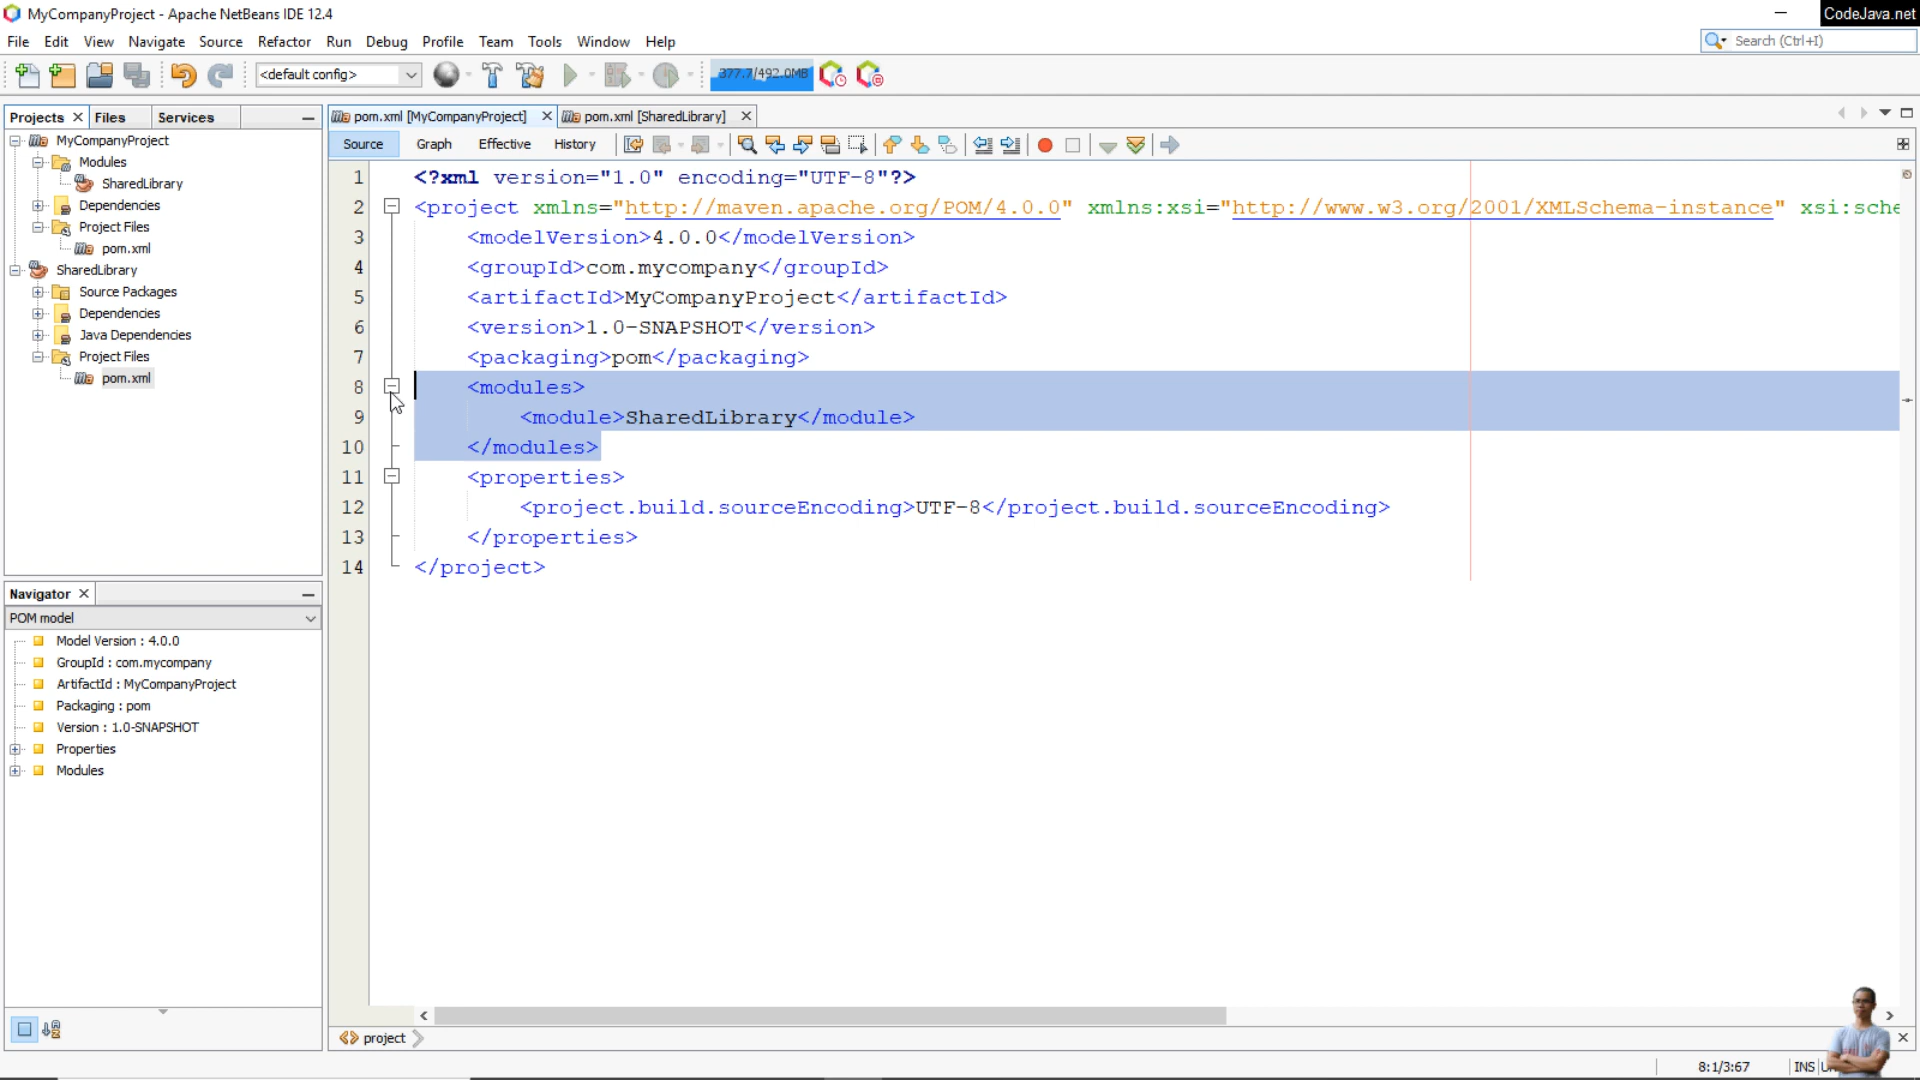 MyCompanyProject - Apache NetBeans IDE 12.4
CodeJava.net
File Edit View Navigate Source Refactor Run Debug Profile Team Tools Window Help
Search (Ctrl+I)
<default config>
377.7/492.0MB
Projects Files Services
pom.xml [MyCompanyProject] pom.xml [SharedLibrary]
MyCompanyProject
Modules
SharedLibrary
Dependencies
Project Files
pom.xml
SharedLibrary
Source Packages
Dependencies
Java Dependencies
Project Files
pom.xml
Source Graph Effective History
1 <?xml version="1.0" encoding="UTF-8"?>
2 <project xmlns="http://maven.apache.org/POM/4.0.0" xmlns:xsi="http://www.w3.org/2001/XMLSchema-instance" xsi:sche
3 <modelVersion>4.0.0</modelVersion>
4 <groupId>com.mycompany</groupId>
5 <artifactId>MyCompanyProject</artifactId>
6 <version>1.0-SNAPSHOT</version>
7 <packaging>pom</packaging>
8 <modules>
9 <module>SharedLibrary</module>
10 </modules>
11 <properties>
12 <project.build.sourceEncoding>UTF-8</project.build.sourceEncoding>
13 </properties>
14 </project>
Navigator
POM model
Model Version : 4.0.0
GroupId : com.mycompany
ArtifactId : MyCompanyProject
Packaging : pom
Version : 1.0-SNAPSHOT
Properties
Modules
project
8:1/3:67 INS